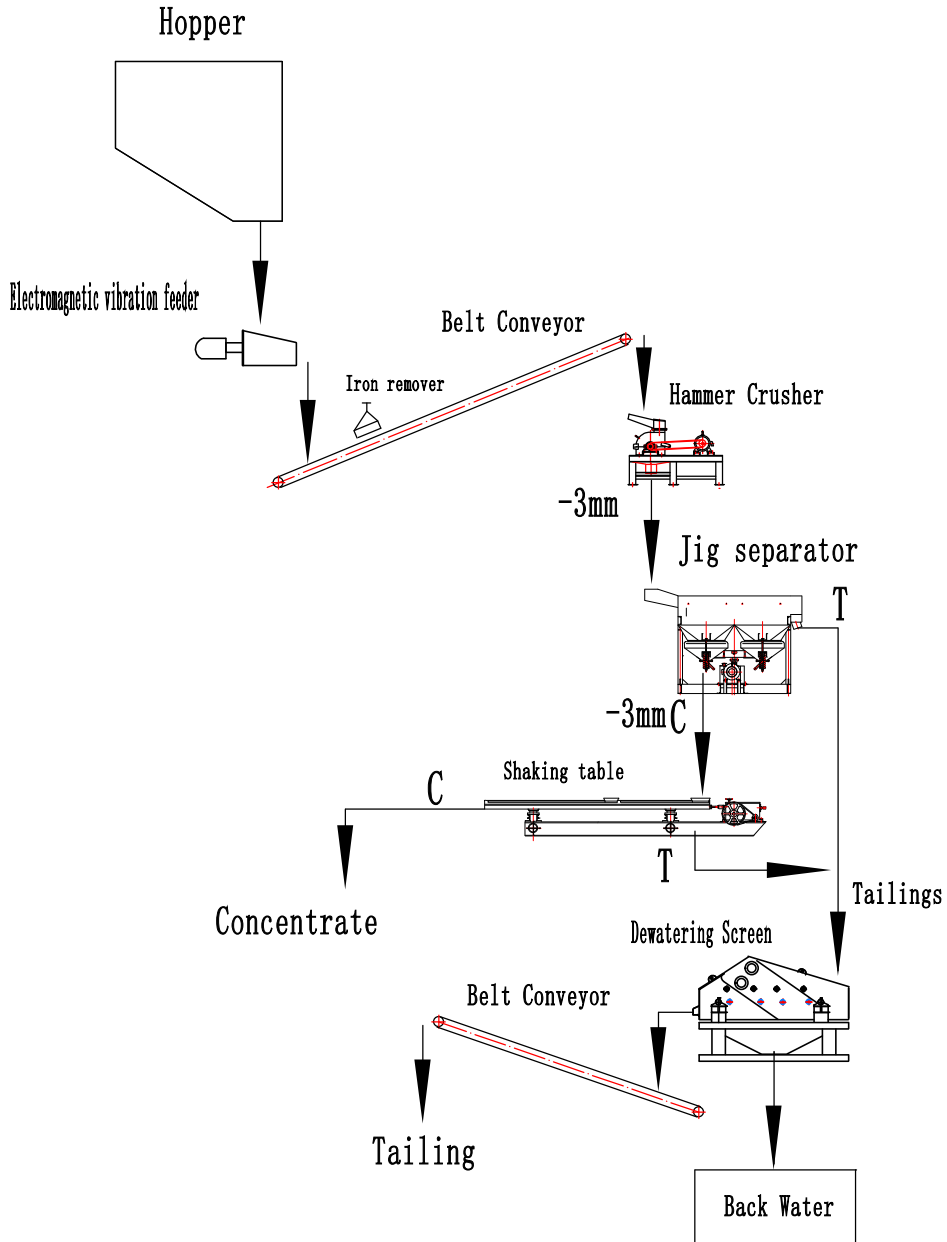 Hopper
Electromagnetic vibration feeder
Belt Conveyor
Iron remover
Hammer Crusher
-3mm
Jig separator
T
-3mm C
Shaking table
C
T
Tailings
Concentrate
Dewatering Screen
Belt Conveyor
Tailing
Back Water